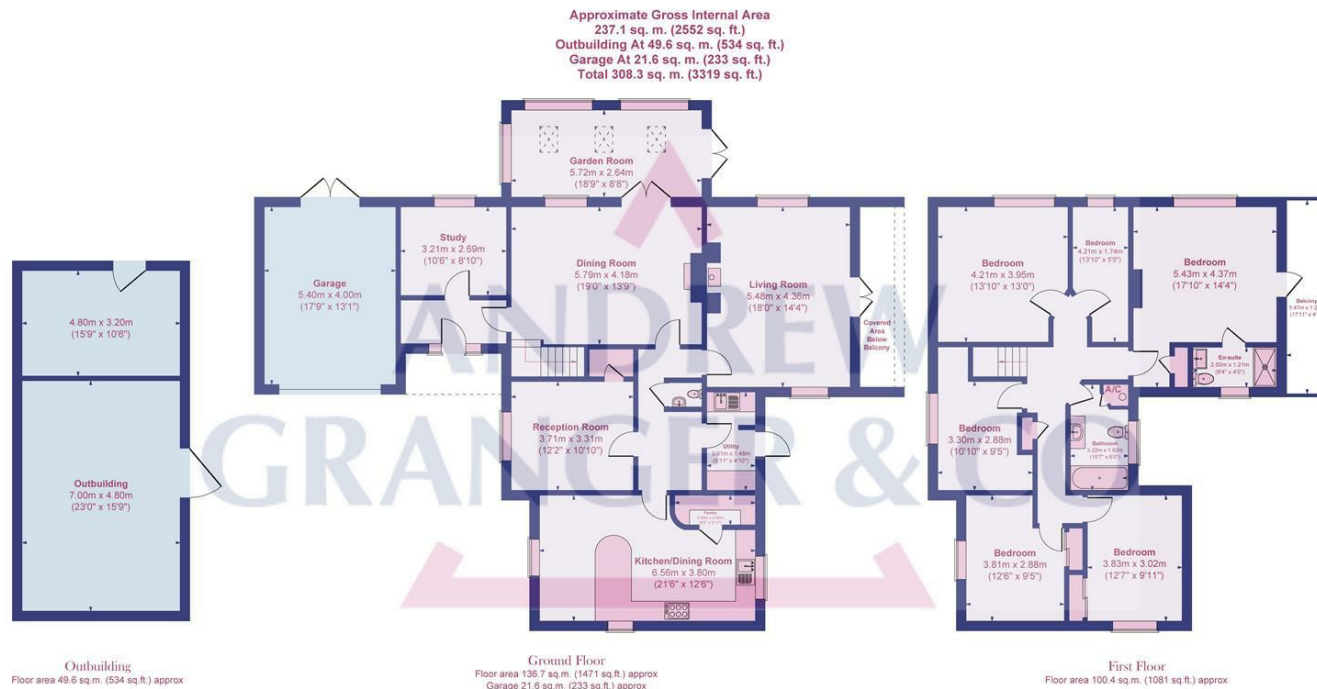 Approximate Gross Internal Area
237.1 sq. m. (2552 sq. ft.)
Outbuilding At 49.6 sq. m. (534 sq. ft.)
Garage At 21.6 sq. m. (233 sq. ft.)
Total 308.3 sq. m. (3319 sq. ft.)
4.80m x 3.20m
(15'9" x 10'6")
Outbuilding
7.00m x 4.80m
(23'0" x 15'9")
Outbuilding
Floor area 49.6 sq.m. (534 sq.ft.) approx
Garden Room
5.72m x 2.64m
(18'9" x 8'8")
Garage
5.40m x 4.00m
(17'9" x 13'1")
Study
3.21m x 2.69m
(10'6" x 8'10")
Dining Room
5.79m x 4.18m
(19'0" x 13'9")
Living Room
5.48m x 4.36m
(18'0" x 14'4")
Covered
Area
Below
Balcony
Reception Room
3.71m x 3.31m
(12'2" x 10'10")
Utility
Pantry
Kitchen/Dining Room
6.56m x 3.80m
(21'6" x 12'6")
Ground Floor
Floor area 136.7 sq.m. (1471 sq.ft.) approx
Garage 21.6 sq.m. (233 sq.ft.) approx
Bedroom
4.21m x 3.95m
(13'10" x 13'0")
Bedroom
4.21m x 1.74m
(13'10" x 5'9")
Bedroom
5.43m x 4.37m
(17'10" x 14'4")
Balcony
En-suite
2.55m x 1.21m
(8'4" x 4'0")
A/C
Bedroom
3.30m x 2.88m
(10'10" x 9'5")
Bathroom
Bedroom
3.81m x 2.88m
(12'6" x 9'5")
Bedroom
3.83m x 3.02m
(12'7" x 9'11")
First Floor
Floor area 100.4 sq.m. (1081 sq.ft.) approx
ANDREW
GRANGER & CO